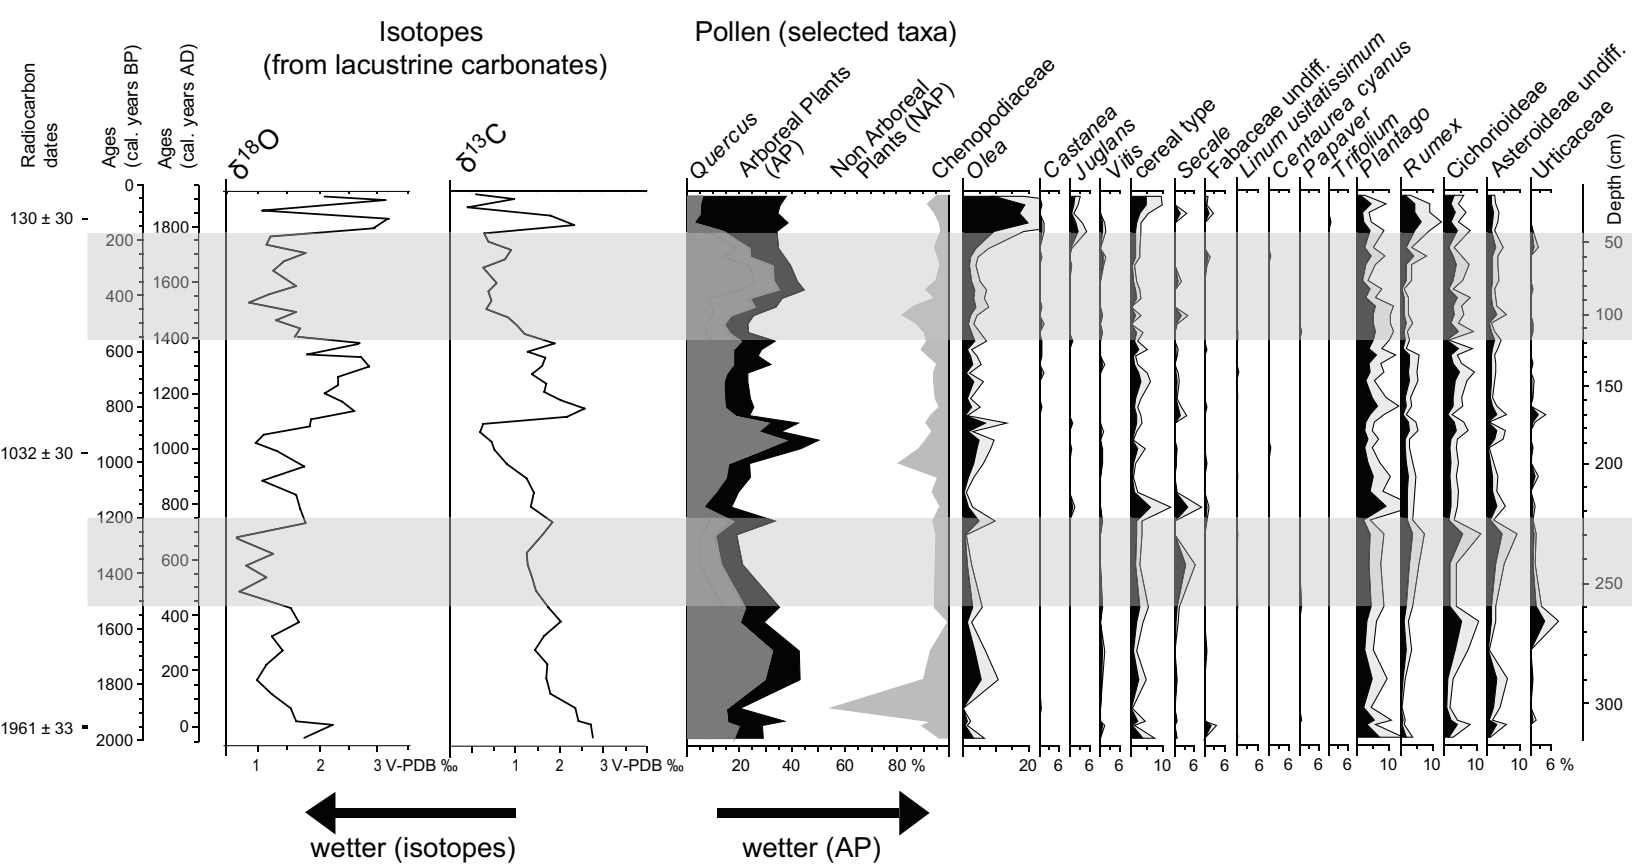 Isotopes
(from lacustrine carbonates)
Pollen (selected taxa)
Radiocarbon
dates
Ages
(cal. years BP)
Ages
(cal. years AD)
δ18O
δ13C
Quercus
Arboreal Plants
(AP)
Non Arboreal
Plants (NAP)
Chenopodiaceae
Olea
Castanea
Juglans
Vitis
cereal type
Secale
Fabaceae undiff.
Linum usitatissimum
Centaurea cyanus
Papaver
Trifolium
Plantago
Rumex
Cichorioideae
Asteroideae undiff.
Urticaceae
Depth (cm)
130 ± 30
1032 ± 30
1961 ± 33
0
200
400
600
800
1000
1200
1400
1600
1800
2000
1800
1600
1400
1200
1000
800
600
400
200
0
50
100
150
200
250
300
1 2 3 V-PDB ‰
1 2 3 V-PDB ‰
20 40 60 80 %
20 6 6 6 10 6 6 6 6 6 6 10 10 10 10 6 %
wetter (isotopes)
wetter (AP)